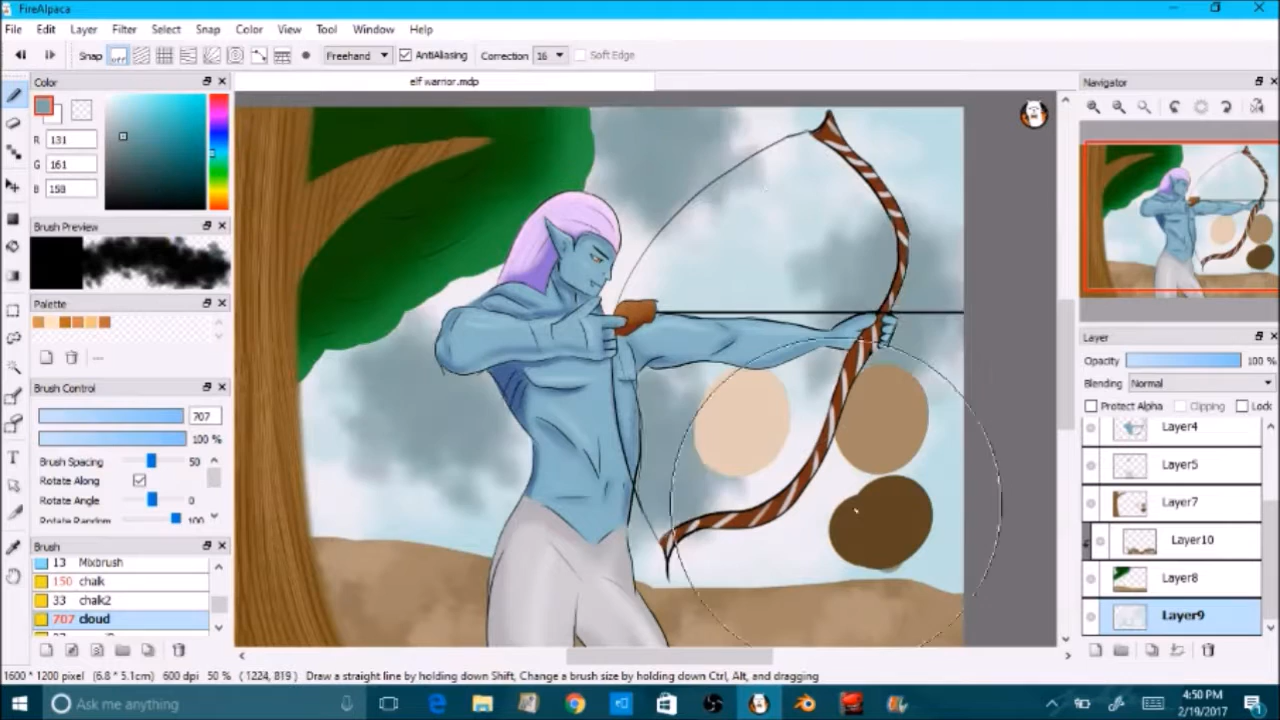 FireAlpaca
File Edit Layer Filter Select Snap Color View Tool Window Help
Snap off Freehand AntiAliasing Correction 16 Soft Edge
Color
elf warrior.mdp
Navigator
R 131
G 161
B 158
Brush Preview
Palette
Brush Control
707
100 %
Brush Spacing 50
Rotate Along
Rotate Angle 0
Rotate Random 100
Brush
13 Mixbrush
150 chalk
33 chalk2
707 cloud
Layer
Opacity 100 %
Blending Normal
Protect Alpha Clipping Lock
Layer4
Layer5
Layer7
Layer10
Layer8
Layer9
1600 * 1200 pixel (6.8 * 5.1cm) 600 dpi 50 % ( 1224, 819 ) Draw a straight line by holding down Shift, Change a brush size by holding down Ctrl, Alt, and dragging
Ask me anything
4:50 PM
2/19/2017